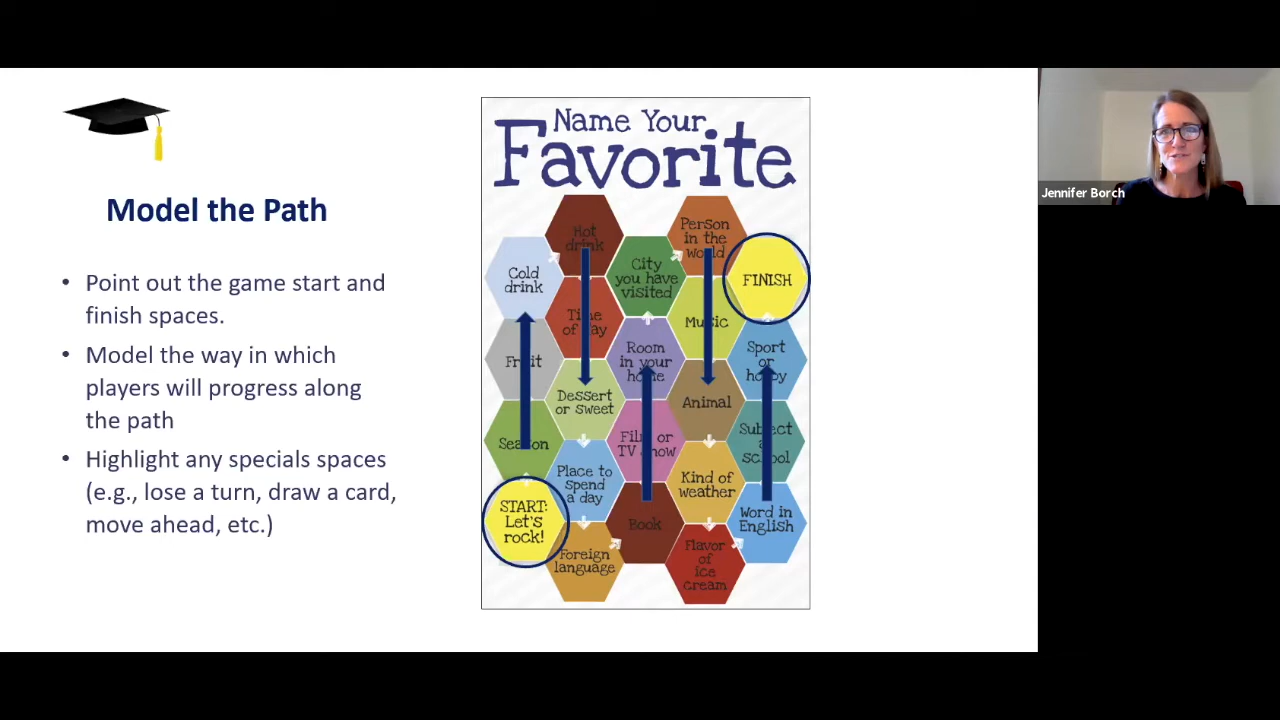 Model the Path
• Point out the game start and
finish spaces.
• Model the way in which
players will progress along
the path
• Highlight any specials spaces
(e.g., lose a turn, draw a card,
move ahead, etc.)
Name Your
Favorite
START:
Let's
rock!
Season
Fruit
Cold
drink
Hot
drink
Time
of day
Dessert
or sweet
Place to
spend
a day
Foreign
language
Book
Film or
TV show
Room
in your
home
City
you have
visited
Person
in the
world
Music
Animal
Kind of
weather
Flavor
of
ice
cream
Word in
English
Subject
at
school
Sport
or
hobby
FINISH
Jennifer Borch